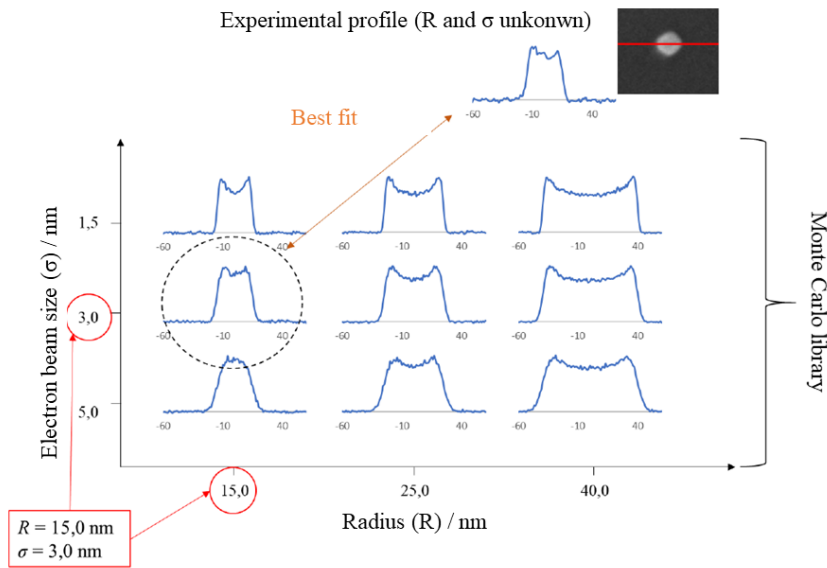 Experimental profile (R and σ unkonwn)
-60 -10 40
Best fit
Electron beam size (σ) / nm
1,5
-60 -10 40
-60 -10 40
-60 -10 40
3,0
-60 -10 40
-60 -10 40
-60 -10 40
5,0
-60 -10 40
-60 -10 40
-60 -10 40
Monte Carlo library
15,0 25,0 40,0
Radius (R) / nm
R = 15,0 nm
σ = 3,0 nm